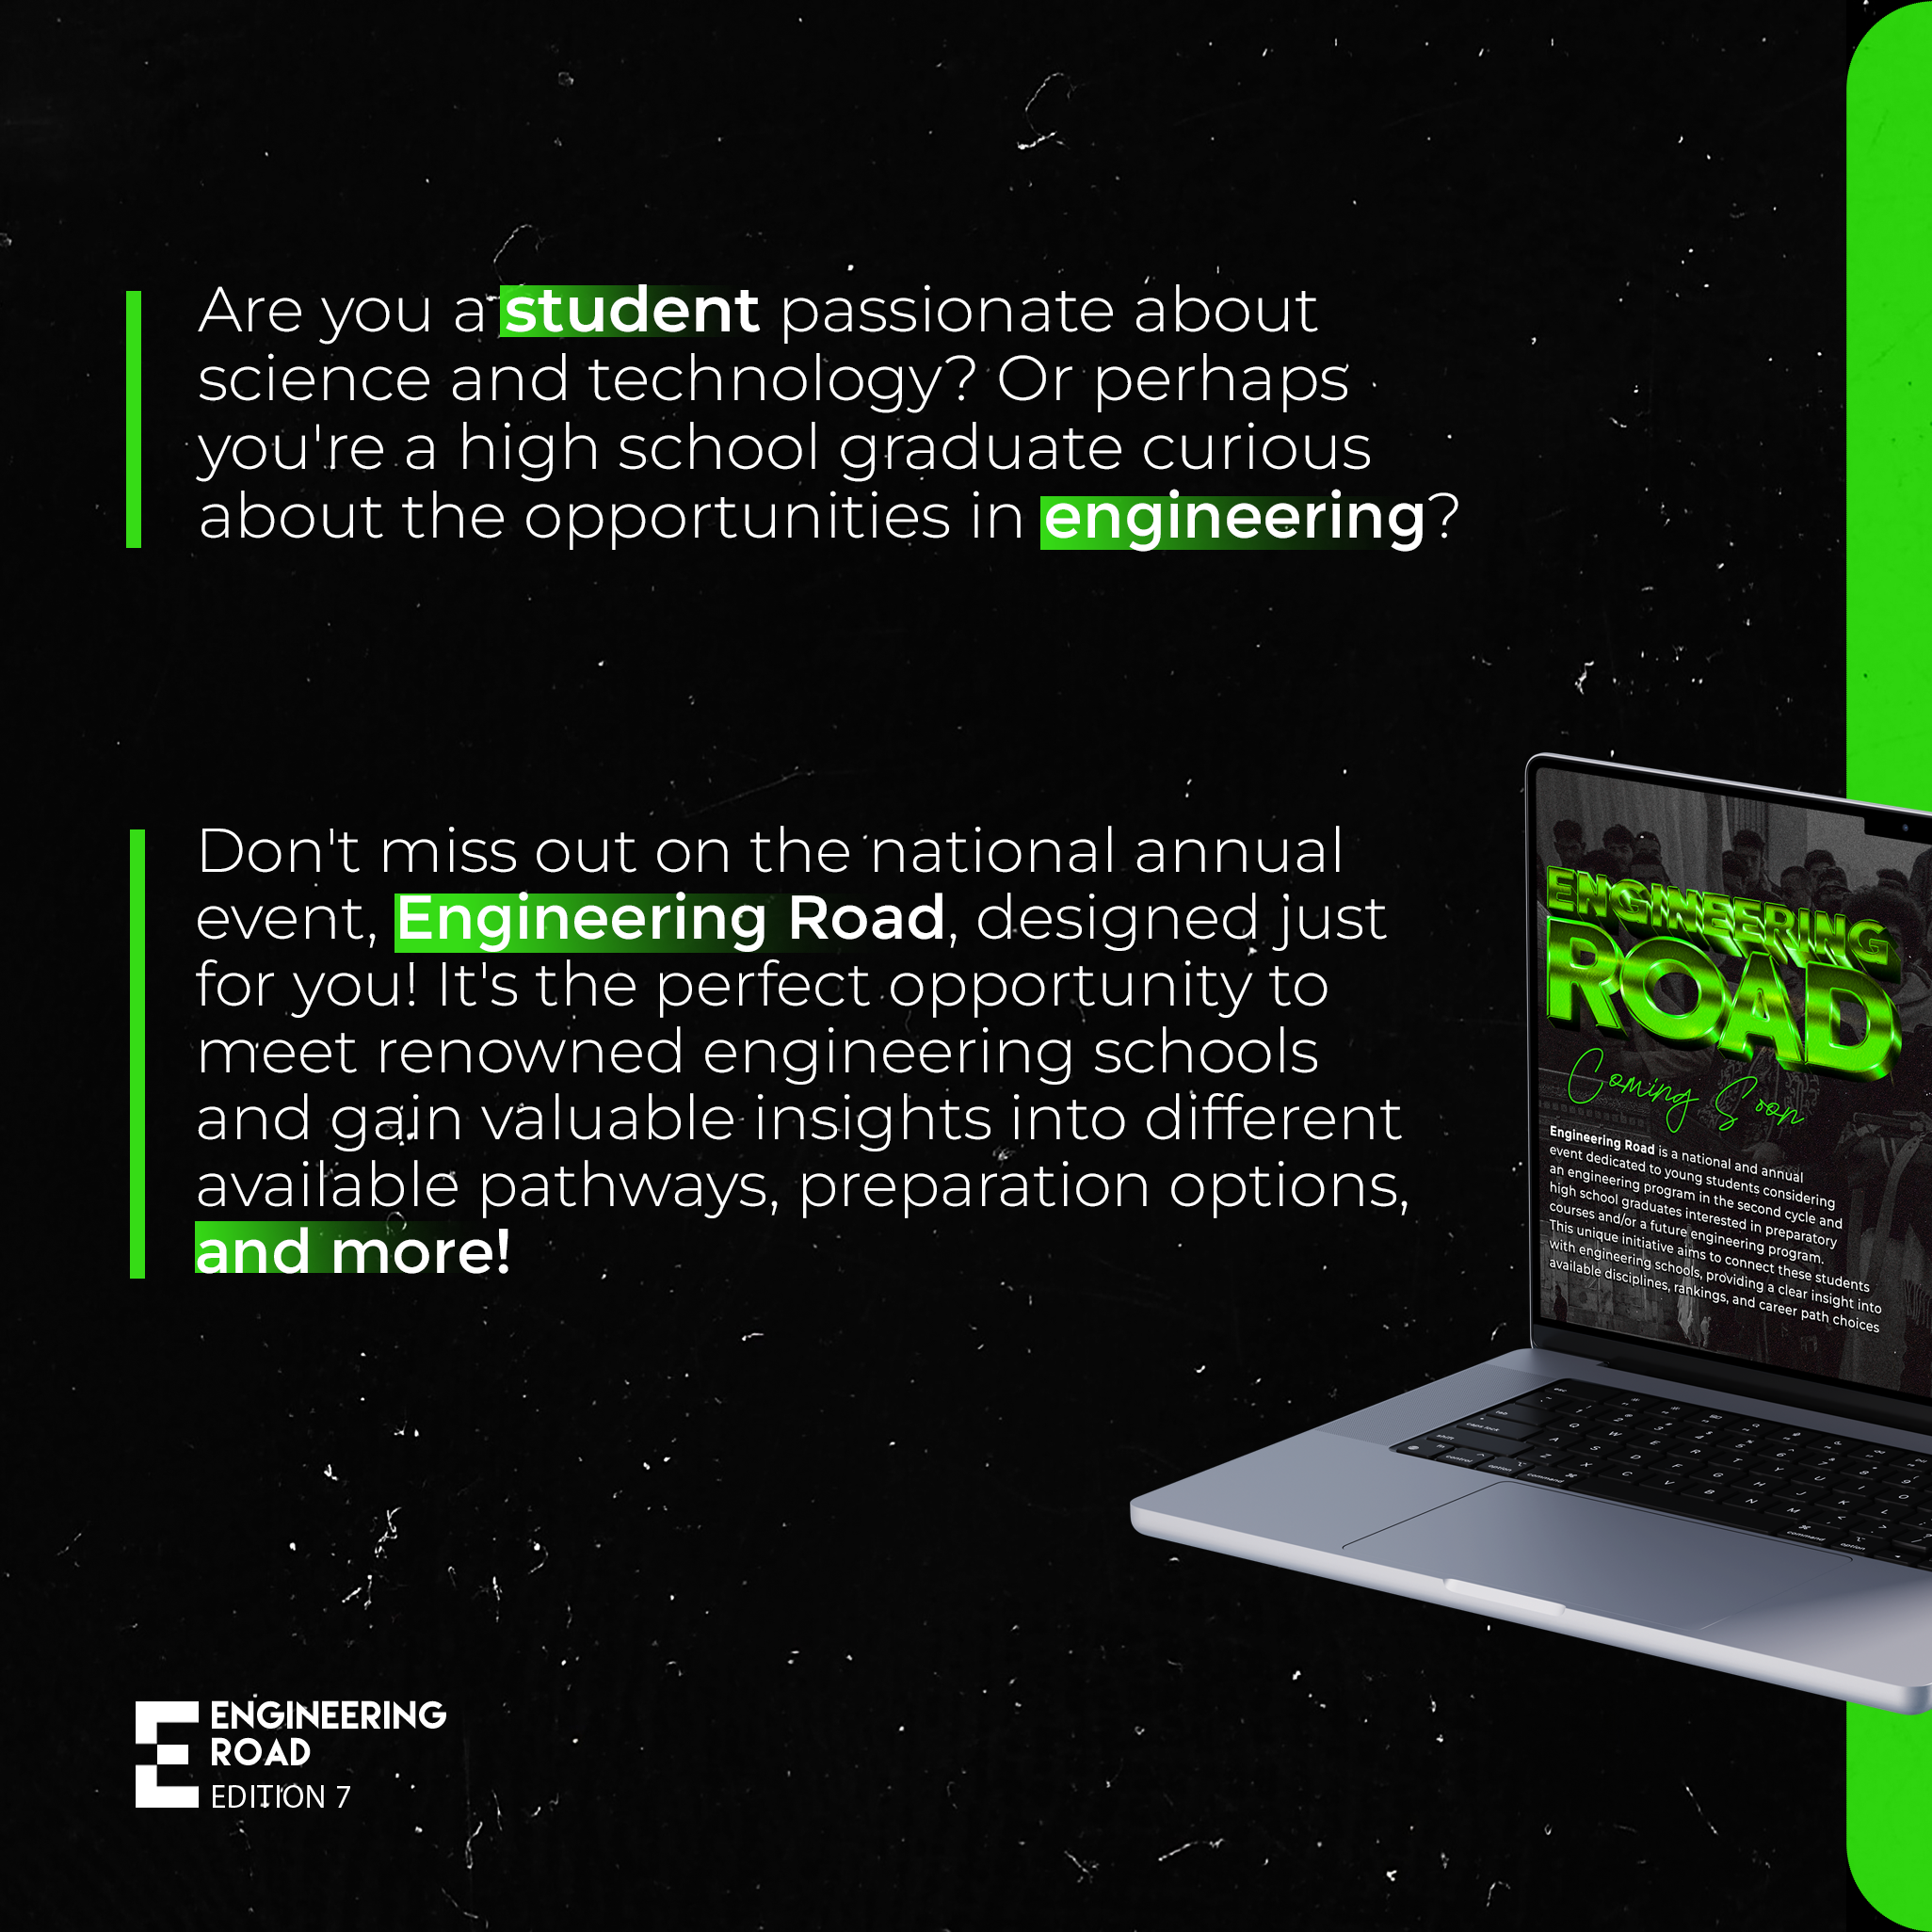 Are you a student passionate about
science and technology? Or perhaps
you're a high school graduate curious
about the opportunities in engineering?
Don't miss out on the national annual
event, Engineering Road, designed just
for you! It's the perfect opportunity to
meet renowned engineering schools
and gain valuable insights into different
available pathways, preparation options,
and more!
ENGINEERING
ROAD
Coming Soon
Engineering Road is a national and annual
event dedicated to young students considering
an engineering program in the second cycle and
high school graduates interested in preparatory
courses and/or a future engineering program.
This unique initiative aims to connect these students
with engineering schools, providing a clear insight into
available disciplines, rankings, and career path choices
ENGINEERING
ROAD
EDITION 7